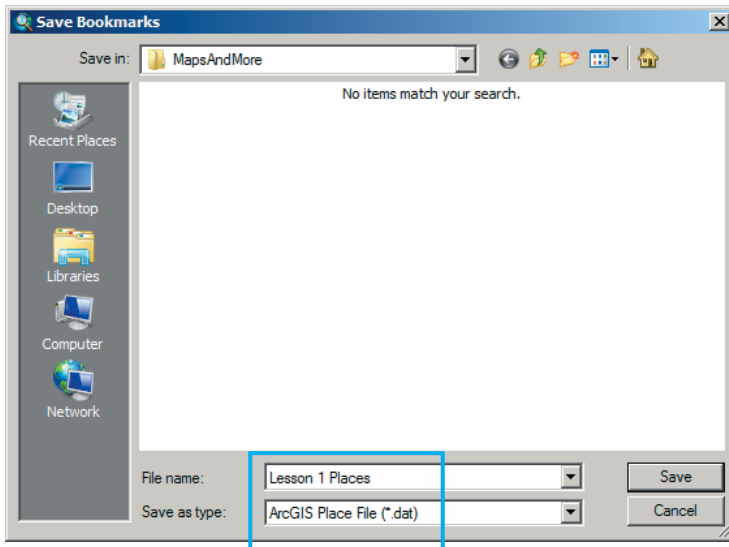 Save Bookmarks
Save in: MapsAndMore
No items match your search.
Recent Places
Desktop
Libraries
Computer
Network
File name: Lesson 1 Places Save
Save as type: ArcGIS Place File (*.dat) Cancel